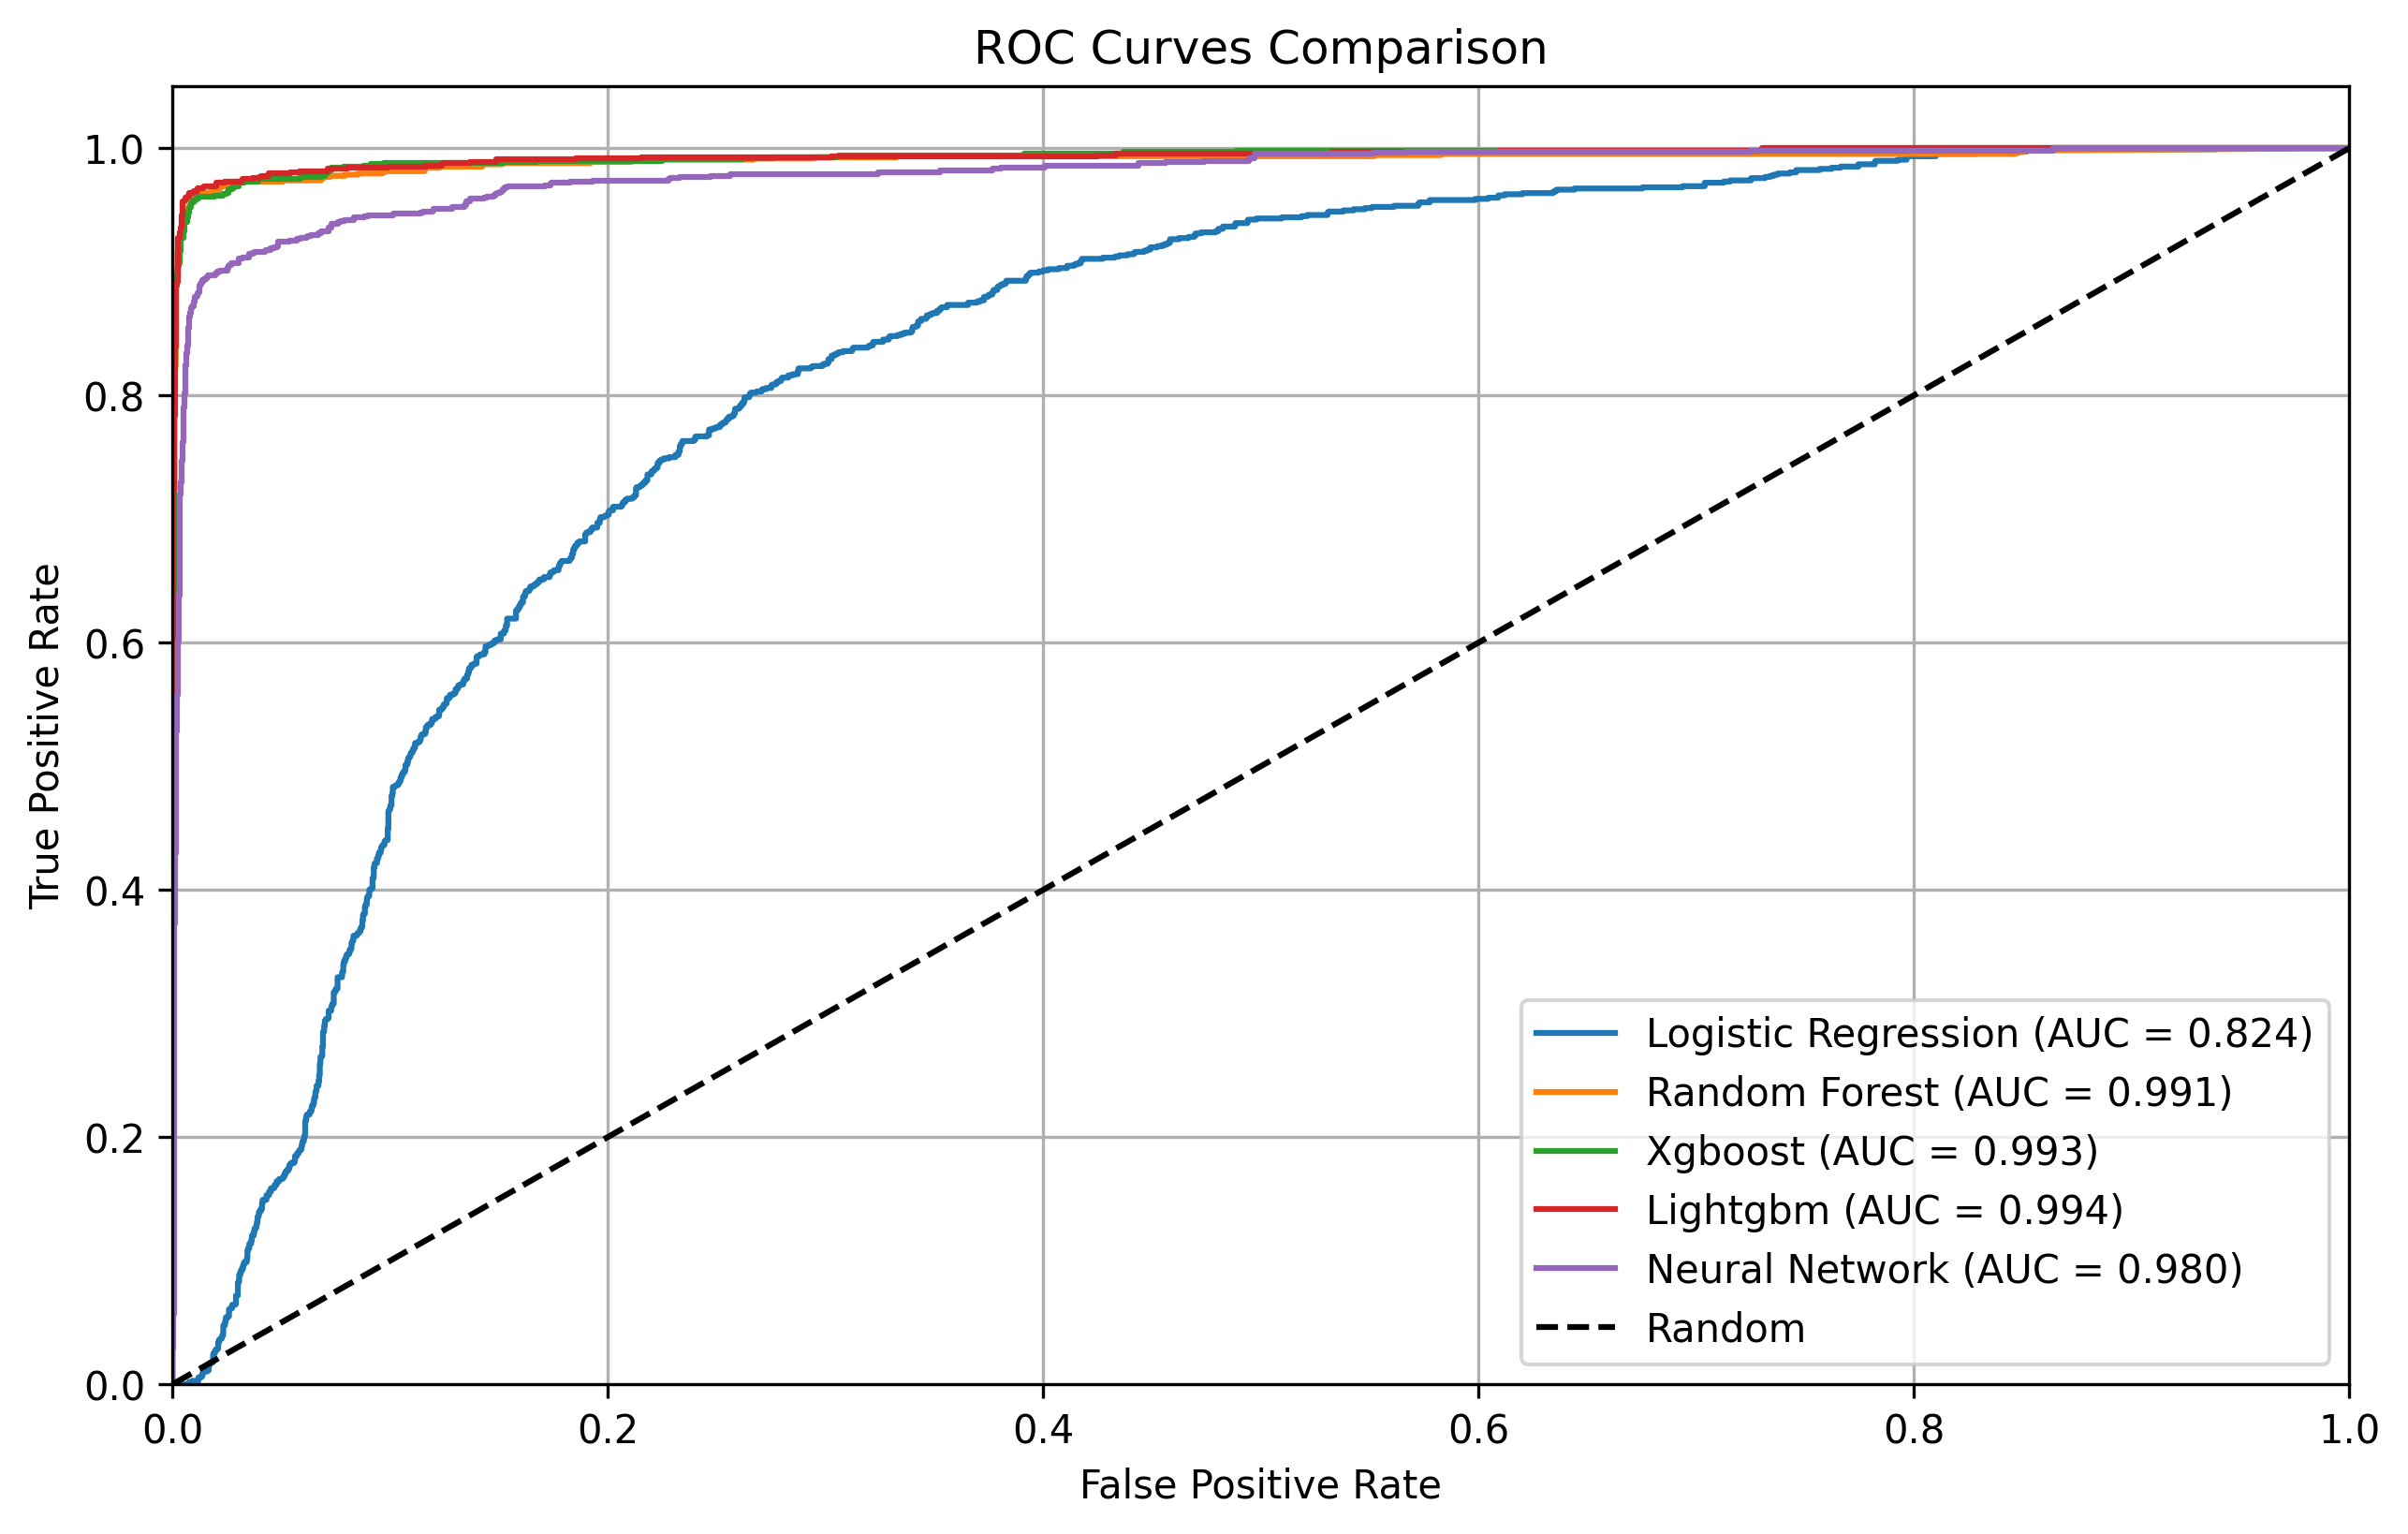 ROC Curves Comparison
True Positive Rate
1.0
0.8
0.6
0.4
0.2
0.0
0.0 0.2 0.4 0.6 0.8 1.0
False Positive Rate
Logistic Regression (AUC = 0.824)
Random Forest (AUC = 0.991)
Xgboost (AUC = 0.993)
Lightgbm (AUC = 0.994)
Neural Network (AUC = 0.980)
Random